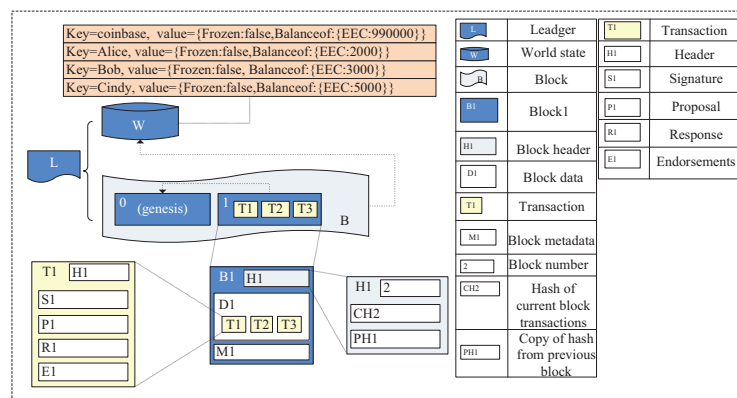 Key=coinbase, value={Frozen:false,Balanceof:{EEC:990000}}
Key=Alice, value={Frozen:false,Balanceof:{EEC:2000}}
Key=Bob, value={Frozen:false, Balanceof:{EEC:3000}}
Key=Cindy, value={Frozen:false,Balanceof:{EEC:5000}}
W
L
0
(genesis)
1
T1 T2 T3
B
T1 H1
S1
P1
R1
E1
B1 H1
D1
T1 T2 T3
M1
H1 2
CH2
PH1
L Leadger
W World state
B Block
B1 Block1
H1 Block header
D1 Block data
T1 Transaction
M1 Block metadata
2 Block number
CH2 Hash of
current block
transactions
PH1 Copy of hash
from previous
block
T1 Transaction
H1 Header
S1 Signature
P1 Proposal
R1 Response
E1 Endorsements